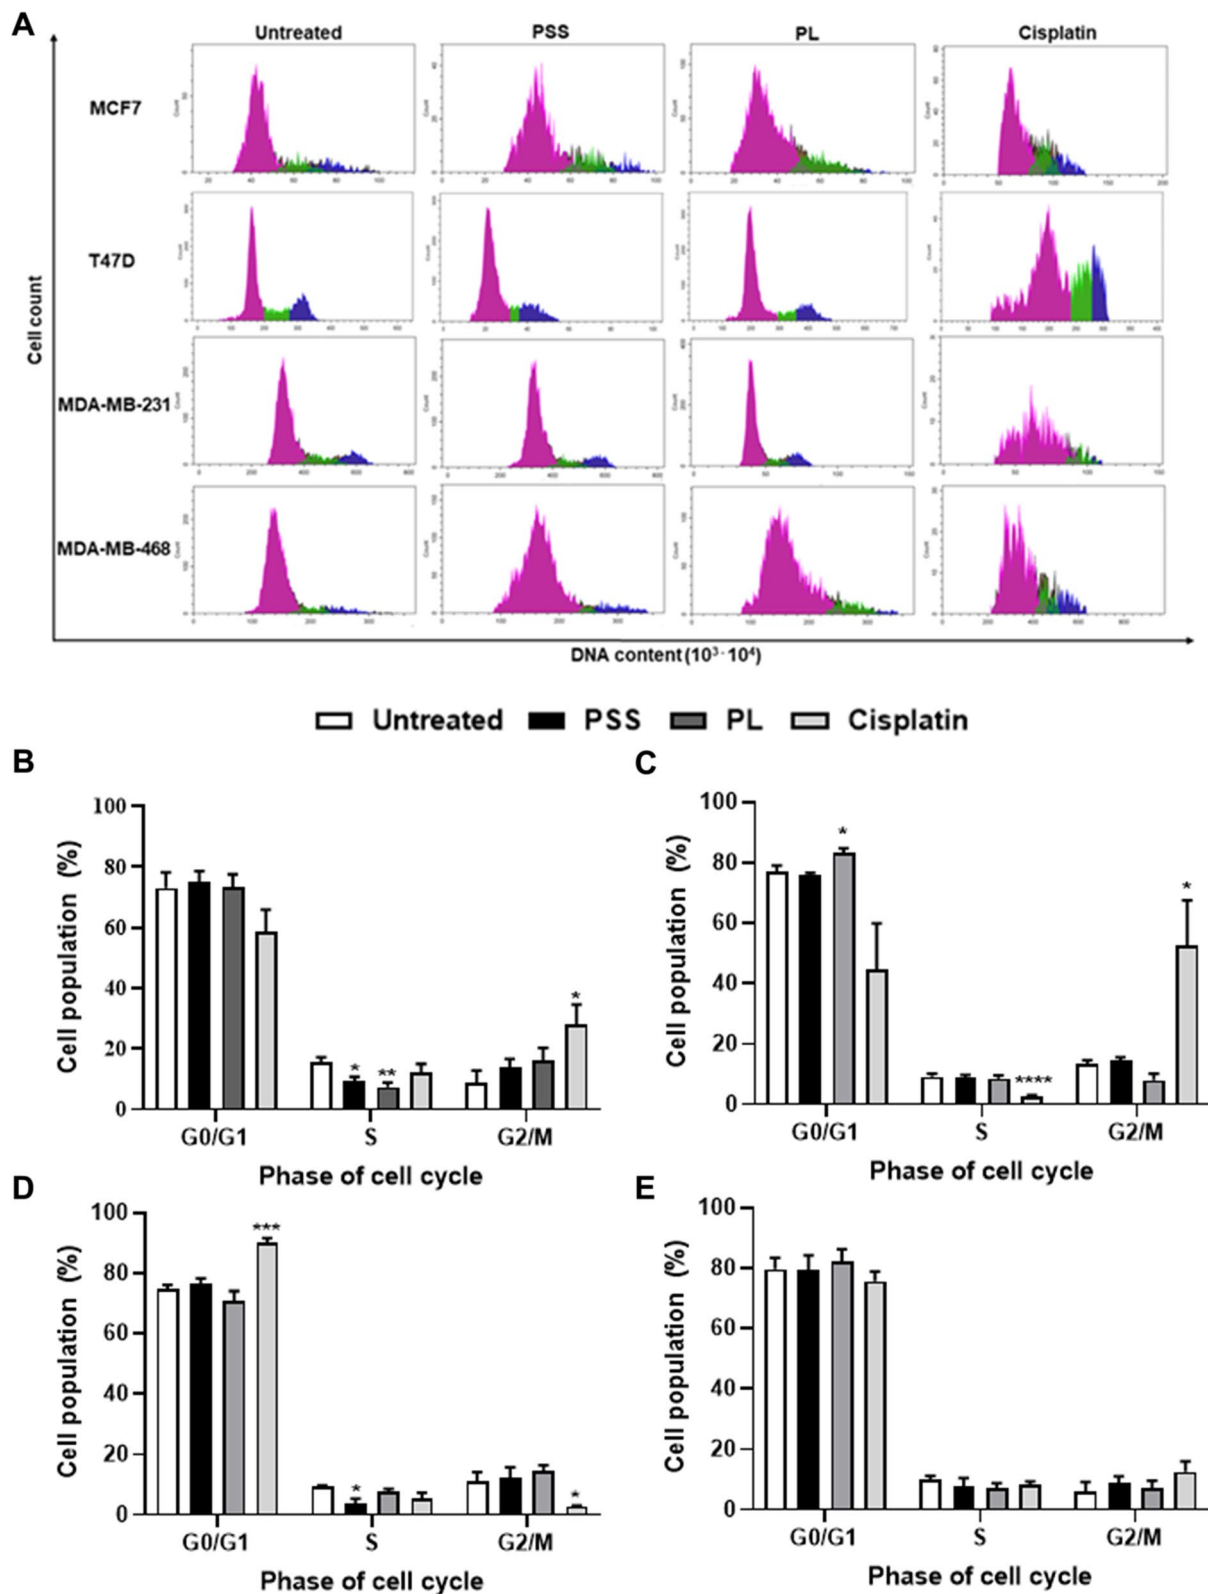 A
Untreated PSS PL Cisplatin
MCF7
T47D
MDA-MB-231
MDA-MB-468
Cell count
DNA content (10³·10⁴)
Untreated PSS PL Cisplatin
B
Cell population (%)
100
80
60
40
20
0
* ** *
G0/G1 S G2/M
Phase of cell cycle
C
Cell population (%)
100
80
60
40
20
0
* **** *
G0/G1 S G2/M
Phase of cell cycle
D
Cell population (%)
100
80
60
40
20
0
*** * *
G0/G1 S G2/M
Phase of cell cycle
E
Cell population (%)
100
80
60
40
20
0
G0/G1 S G2/M
Phase of cell cycle